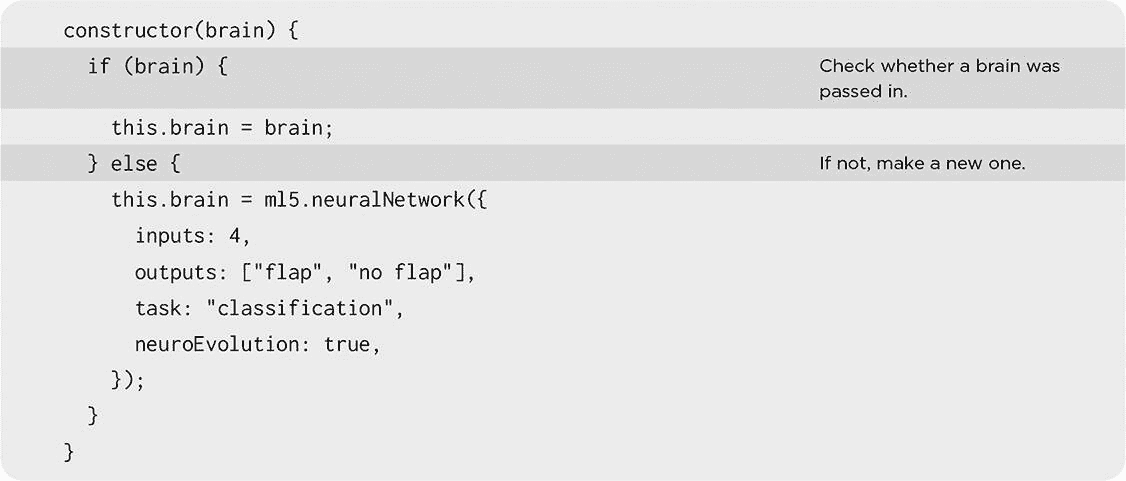 constructor(brain) {
if (brain) {
Check whether a brain was
passed in.
this.brain = brain;
} else {
If not, make a new one.
this.brain = ml5.neuralNetwork({
inputs: 4,
outputs: ["flap", "no flap"],
task: "classification",
neuroEvolution: true,
});
}
}